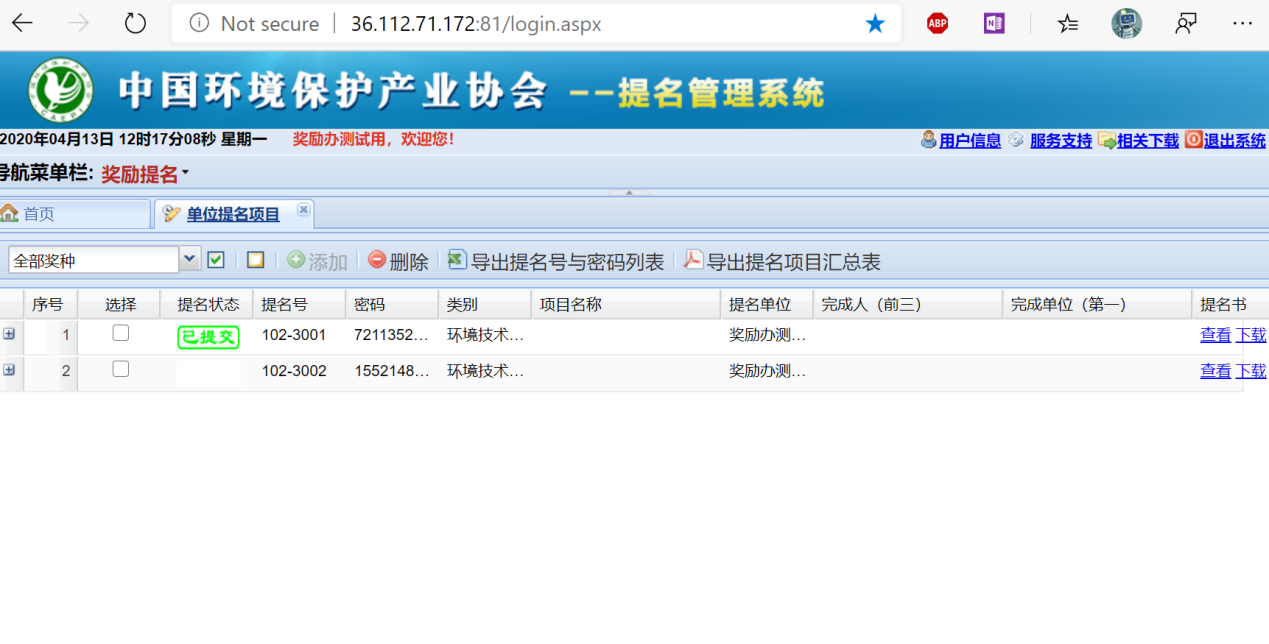 Not secure | 36.112.71.172:81/login.aspx
ABP
N
中国环境保护产业协会 --提名管理系统
CAEPI
2020年04月13日 12时17分08秒 星期一 奖励办测试用，欢迎您！ 用户信息 服务支持 相关下载 退出系统
导航菜单栏: 奖励提名
首页 单位提名项目
全部奖种 添加 删除 导出提名号与密码列表 导出提名项目汇总表
序号 选择 提名状态 提名号 密码 类别 项目名称 提名单位 完成人（前三） 完成单位（第一） 提名书
1 已提交 102-3001 7211352... 环境技术... 奖励办测... 查看 下载
2 102-3002 1552148... 环境技术... 奖励办测... 查看 下载